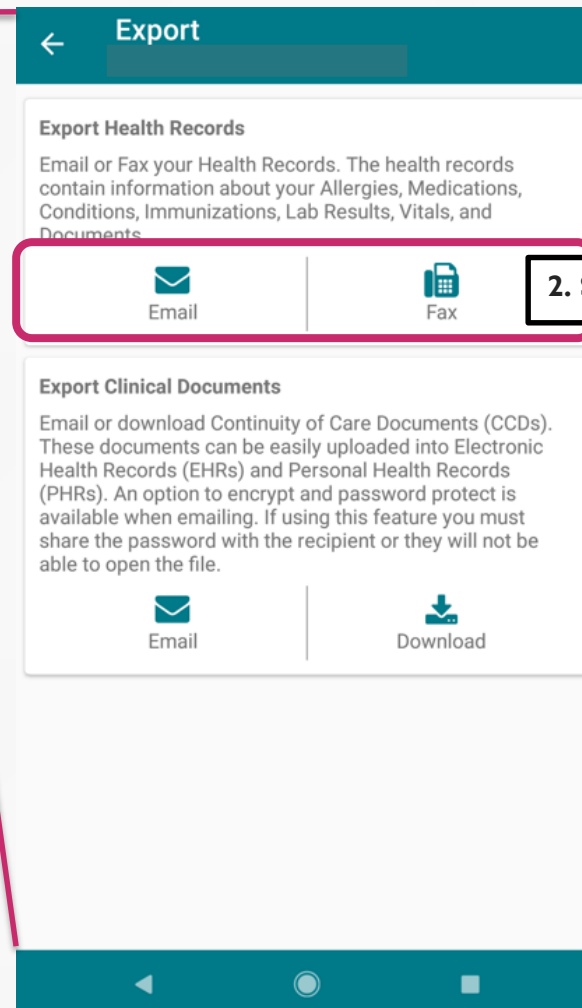 Export
Export Health Records
Email or Fax your Health Records. The health records
contain information about your Allergies, Medications,
Conditions, Immunizations, Lab Results, Vitals, and
Documents
Email
Fax
2.
Export Clinical Documents
Email or download Continuity of Care Documents (CCDs).
These documents can be easily uploaded into Electronic
Health Records (EHRs) and Personal Health Records
(PHRs). An option to encrypt and password protect is
available when emailing. If using this feature you must
share the password with the recipient or they will not be
able to open the file.
Email
Download